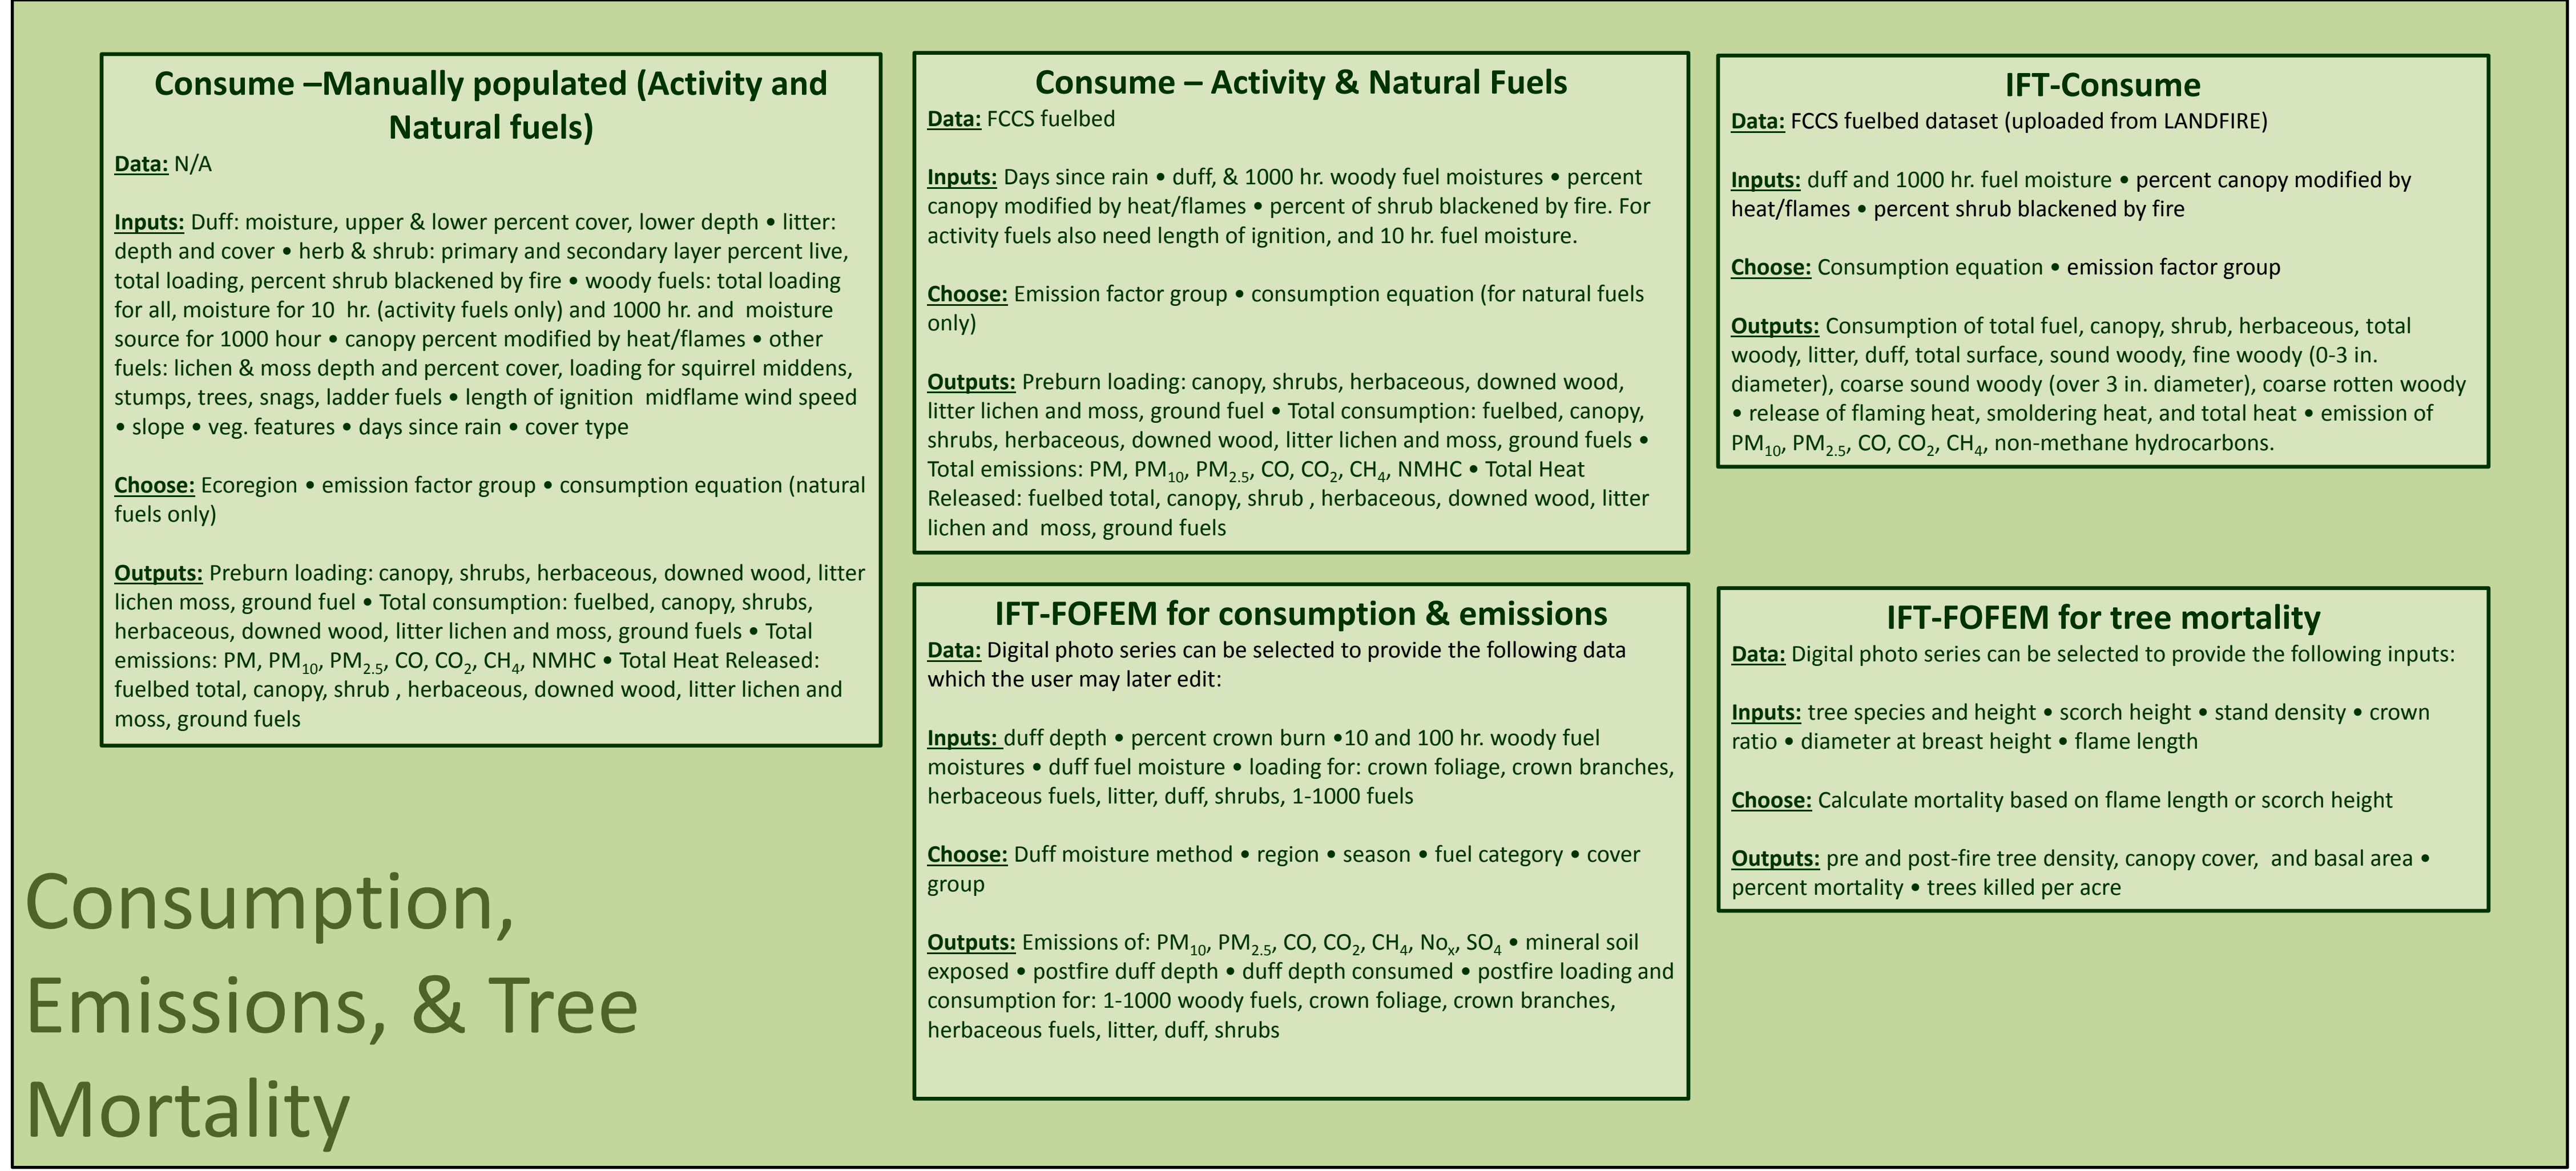 Consume –Manually populated (Activity and
Natural fuels)
Data: N/A
Inputs: Duff: moisture, upper & lower percent cover, lower depth • litter:
depth and cover • herb & shrub: primary and secondary layer percent live,
total loading, percent shrub blackened by fire • woody fuels: total loading
for all, moisture for 10  hr. (activity fuels only) and 1000 hr. and  moisture
source for 1000 hour • canopy percent modified by heat/flames • other
fuels: lichen & moss depth and percent cover, loading for squirrel middens,
stumps, trees, snags, ladder fuels • length of ignition  midflame wind speed
• slope • veg. features • days since rain • cover type
Choose: Ecoregion • emission factor group • consumption equation (natural
fuels only)
Outputs: Preburn loading: canopy, shrubs, herbaceous, downed wood, litter
lichen moss, ground fuel • Total consumption: fuelbed, canopy, shrubs,
herbaceous, downed wood, litter lichen and moss, ground fuels • Total
emissions: PM, PM10, PM2.5, CO, CO2, CH4, NMHC • Total Heat Released:
fuelbed total, canopy, shrub , herbaceous, downed wood, litter lichen and
moss, ground fuels
Consume – Activity & Natural Fuels
Data: FCCS fuelbed
Inputs: Days since rain • duff, & 1000 hr. woody fuel moistures • percent
canopy modified by heat/flames • percent of shrub blackened by fire. For
activity fuels also need length of ignition, and 10 hr. fuel moisture.
Choose: Emission factor group • consumption equation (for natural fuels
only)
Outputs: Preburn loading: canopy, shrubs, herbaceous, downed wood,
litter lichen and moss, ground fuel • Total consumption: fuelbed, canopy,
shrubs, herbaceous, downed wood, litter lichen and moss, ground fuels •
Total emissions: PM, PM10, PM2.5, CO, CO2, CH4, NMHC • Total Heat
Released: fuelbed total, canopy, shrub , herbaceous, downed wood, litter
lichen and  moss, ground fuels
IFT-Consume
Data: FCCS fuelbed dataset (uploaded from LANDFIRE)
Inputs: duff and 1000 hr. fuel moisture • percent canopy modified by
heat/flames • percent shrub blackened by fire
Choose: Consumption equation • emission factor group
Outputs: Consumption of total fuel, canopy, shrub, herbaceous, total
woody, litter, duff, total surface, sound woody, fine woody (0-3 in.
diameter), coarse sound woody (over 3 in. diameter), coarse rotten woody
• release of flaming heat, smoldering heat, and total heat • emission of
PM10, PM2.5, CO, CO2, CH4, non-methane hydrocarbons.
IFT-FOFEM for consumption & emissions
Data: Digital photo series can be selected to provide the following data
which the user may later edit:
Inputs: duff depth • percent crown burn •10 and 100 hr. woody fuel
moistures • duff fuel moisture • loading for: crown foliage, crown branches,
herbaceous fuels, litter, duff, shrubs, 1-1000 fuels
Choose: Duff moisture method • region • season • fuel category • cover
group
Outputs: Emissions of: PM10, PM2.5, CO, CO2, CH4, Nox, SO4 • mineral soil
exposed • postfire duff depth • duff depth consumed • postfire loading and
consumption for: 1-1000 woody fuels, crown foliage, crown branches,
herbaceous fuels, litter, duff, shrubs
IFT-FOFEM for tree mortality
Data: Digital photo series can be selected to provide the following inputs:
Inputs: tree species and height • scorch height • stand density • crown
ratio • diameter at breast height • flame length
Choose: Calculate mortality based on flame length or scorch height
Outputs: pre and post-fire tree density, canopy cover,  and basal area •
percent mortality • trees killed per acre
Consumption,
Emissions, & Tree
Mortality